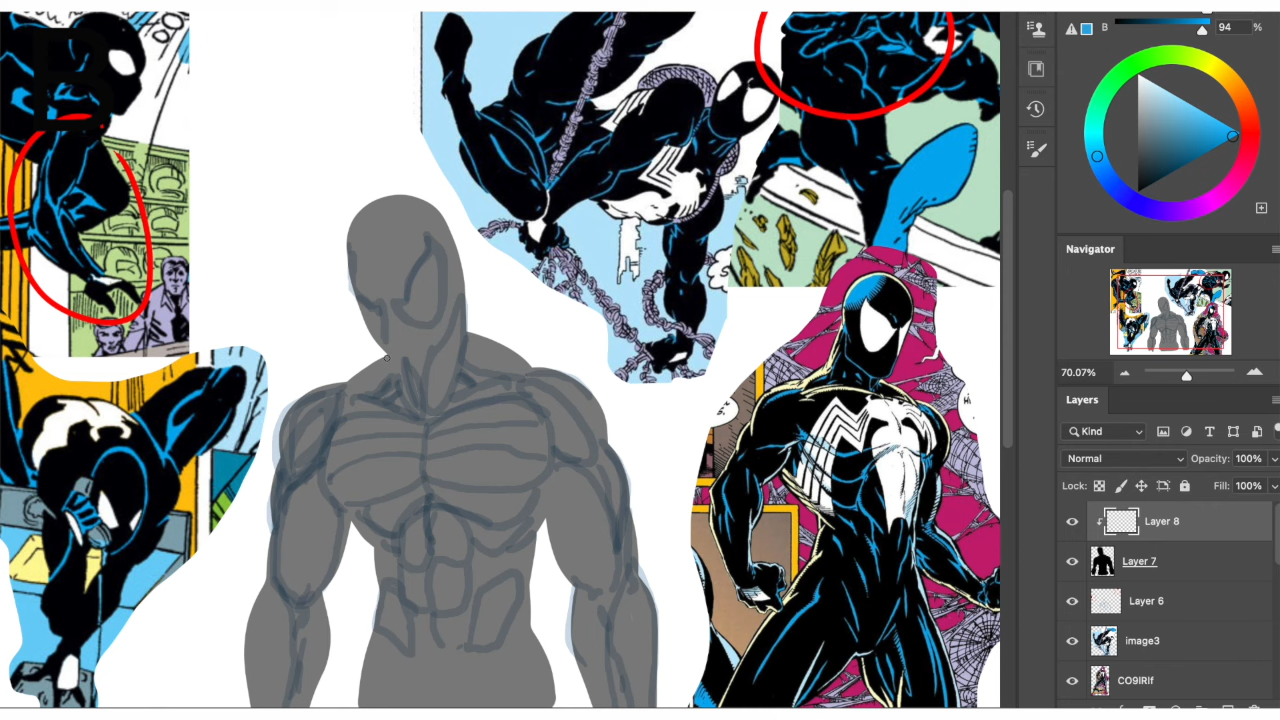 B
B 94 %
Navigator
70.07%
Layers
Kind
Normal Opacity: 100%
Lock: Fill: 100%
Layer 8
Layer 7
Layer 6
image3